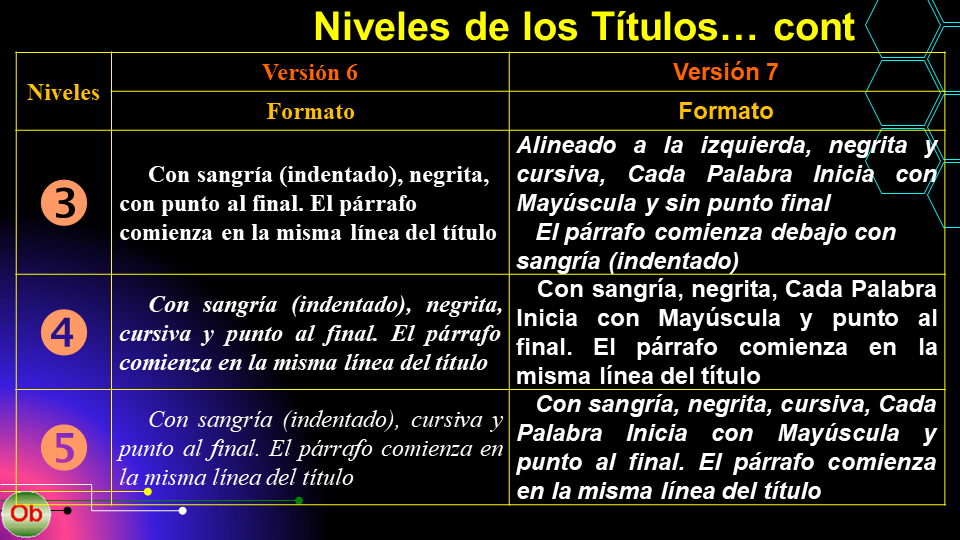 Niveles de los Títulos… cont
Niveles
Versión 6
Versión 7
Formato
Formato
3
Con sangría (indentado), negrita,
con punto al final. El párrafo
comienza en la misma línea del título
Alineado a la izquierda, negrita y
cursiva, Cada Palabra Inicia con
Mayúscula y sin punto final
El párrafo comienza debajo con
sangría (indentado)
4
Con sangría (indentado), negrita,
cursiva y punto al final. El párrafo
comienza en la misma línea del título
Con sangría, negrita, Cada Palabra
Inicia con Mayúscula y punto al
final. El párrafo comienza en la
misma línea del título
5
Con sangría (indentado), cursiva y
punto al final. El párrafo comienza en
la misma línea del título
Con sangría, negrita, cursiva, Cada
Palabra Inicia con Mayúscula y
punto al final. El párrafo comienza
en la misma línea del título
Ob